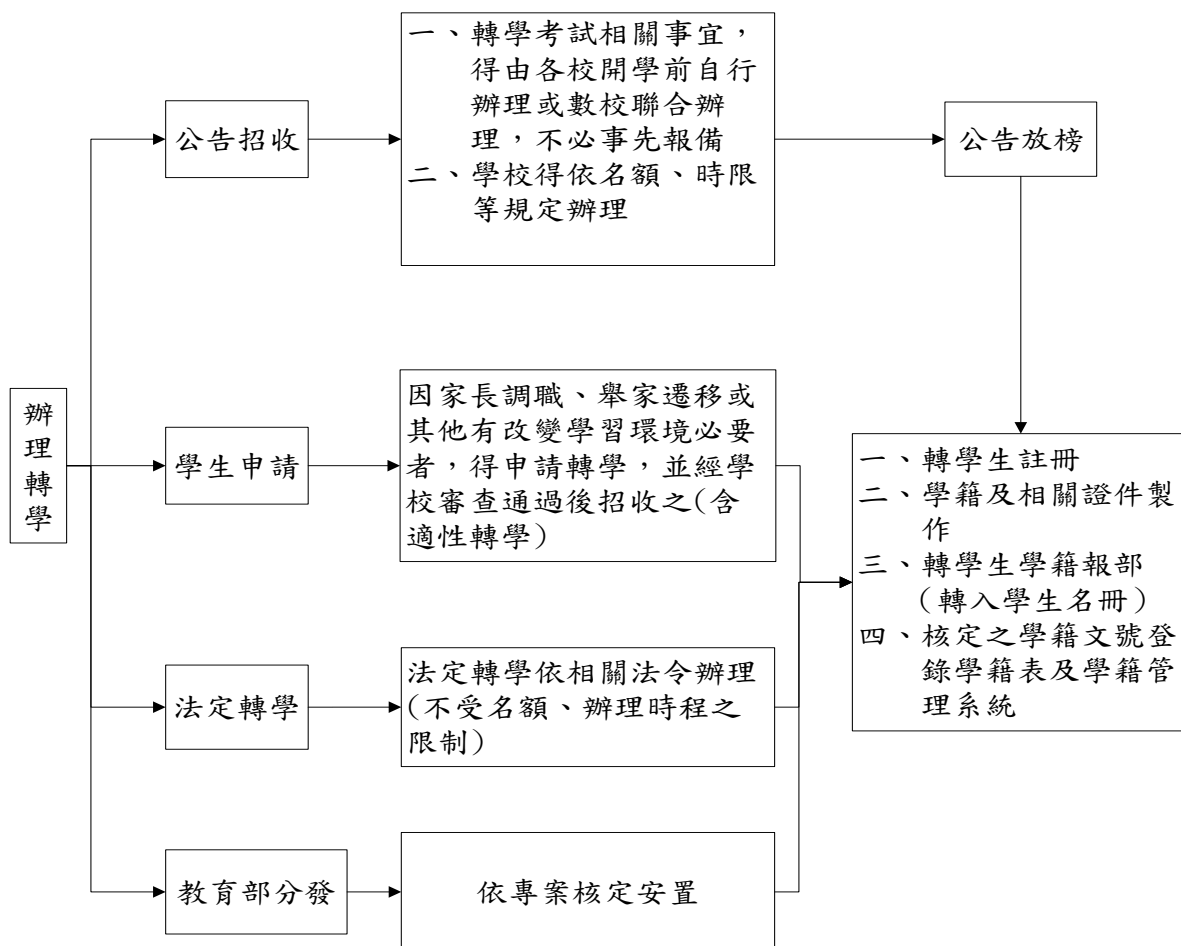 辦
理
轉
學
公告招收
一、轉學考試相關事宜，
得由各校開學前自行
辦理或數校聯合辦
理，不必事先報備
二、學校得依名額、時限
等規定辦理
公告放榜
學生申請
因家長調職、舉家遷移或
其他有改變學習環境必要
者，得申請轉學，並經學
校審查通過後招收之(含
適性轉學)
法定轉學
法定轉學依相關法令辦理
(不受名額、辦理時程之
限制)
教育部分發
依專案核定安置
一、轉學生註冊
二、學籍及相關證件製
作
三、轉學生學籍報部
（轉入學生名冊）
四、核定之學籍文號登
錄學籍表及學籍管
理系統